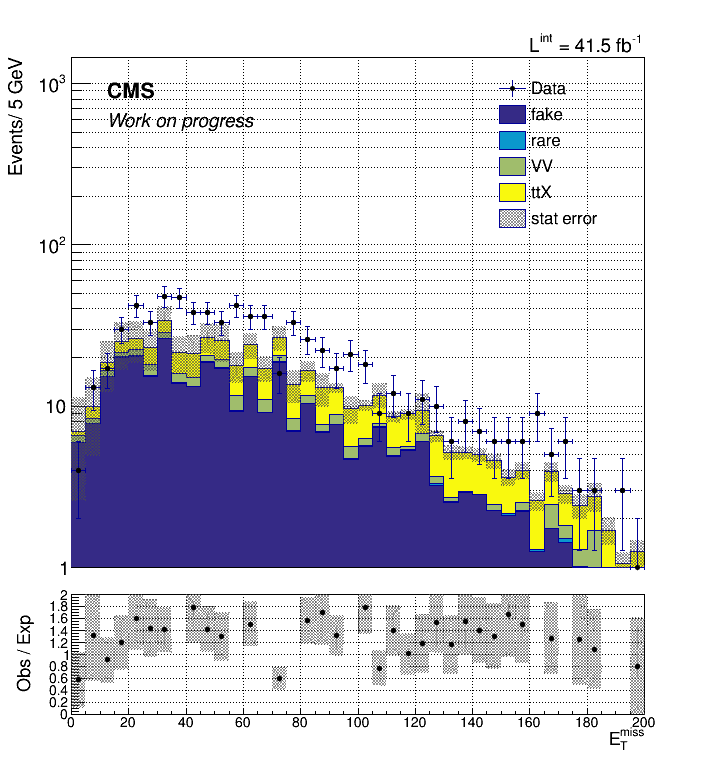 L^int = 41.5 fb^-1
Events/ 5 GeV
10^3
10^2
10
1
CMS
Work on progress
Data
fake
rare
VV
ttX
stat error
Obs / Exp
2
1.8
1.6
1.4
1.2
1
0.8
0.6
0.4
0.2
0
0 20 40 60 80 100 120 140 160 180 200
E_T^miss